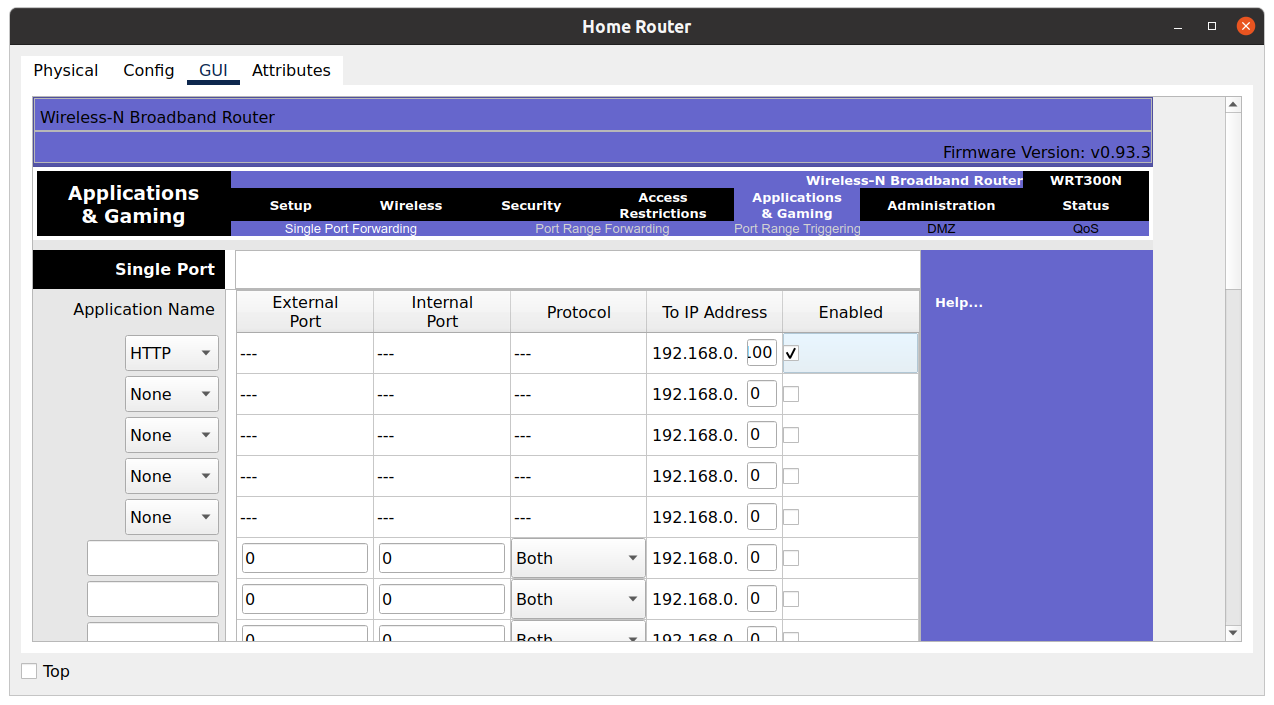 Home Router
Physical Config GUI Attributes
Wireless-N Broadband Router
Firmware Version: v0.93.3
Applications
& Gaming
Wireless-N Broadband Router WRT300N
Setup Wireless Security Access Restrictions Applications & Gaming Administration Status
Single Port Forwarding Port Range Forwarding Port Range Triggering DMZ QoS
Single Port
Help...
Application Name External Port Internal Port Protocol To IP Address Enabled
HTTP --- --- --- 192.168.0. 100
None --- --- --- 192.168.0. 0
None --- --- --- 192.168.0. 0
None --- --- --- 192.168.0. 0
None --- --- --- 192.168.0. 0
0 0 Both 192.168.0. 0
0 0 Both 192.168.0. 0
0 0 Both 192.168.0. 0
Top